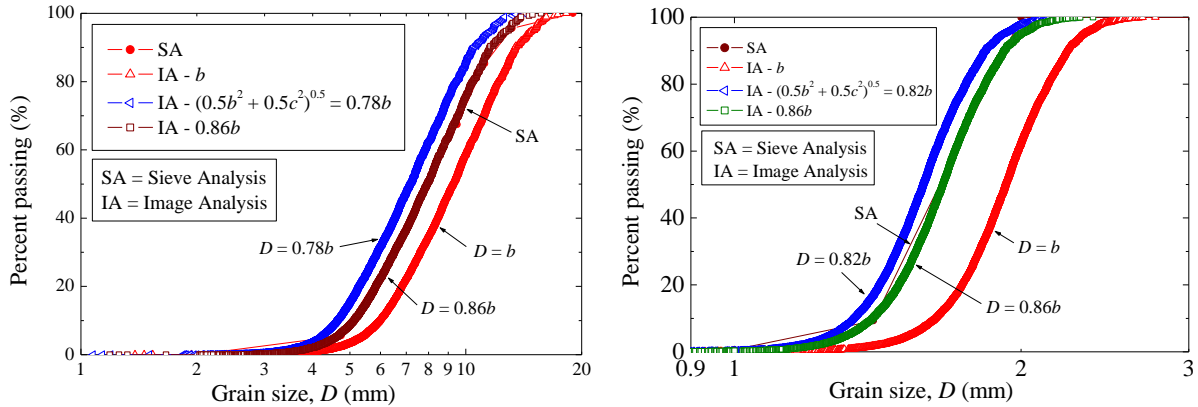 100
80
60
40
20
0
Percent passing (%)
SA
IA - b
IA - (0.5b² + 0.5c²)⁰·⁵ = 0.78b
IA - 0.86b
SA = Sieve Analysis
IA = Image Analysis
SA
D = 0.78b
D = b
D = 0.86b
1 2 3 4 5 6 7 8 9 10 20
Grain size, D (mm)
100
80
60
40
20
0
Percent passing (%)
SA
IA - b
IA - (0.5b² + 0.5c²)⁰·⁵ = 0.82b
IA - 0.86b
SA = Sieve Analysis
IA = Image Analysis
SA
D = 0.82b
D = b
D = 0.86b
0.9 1 2 3
Grain size, D (mm)